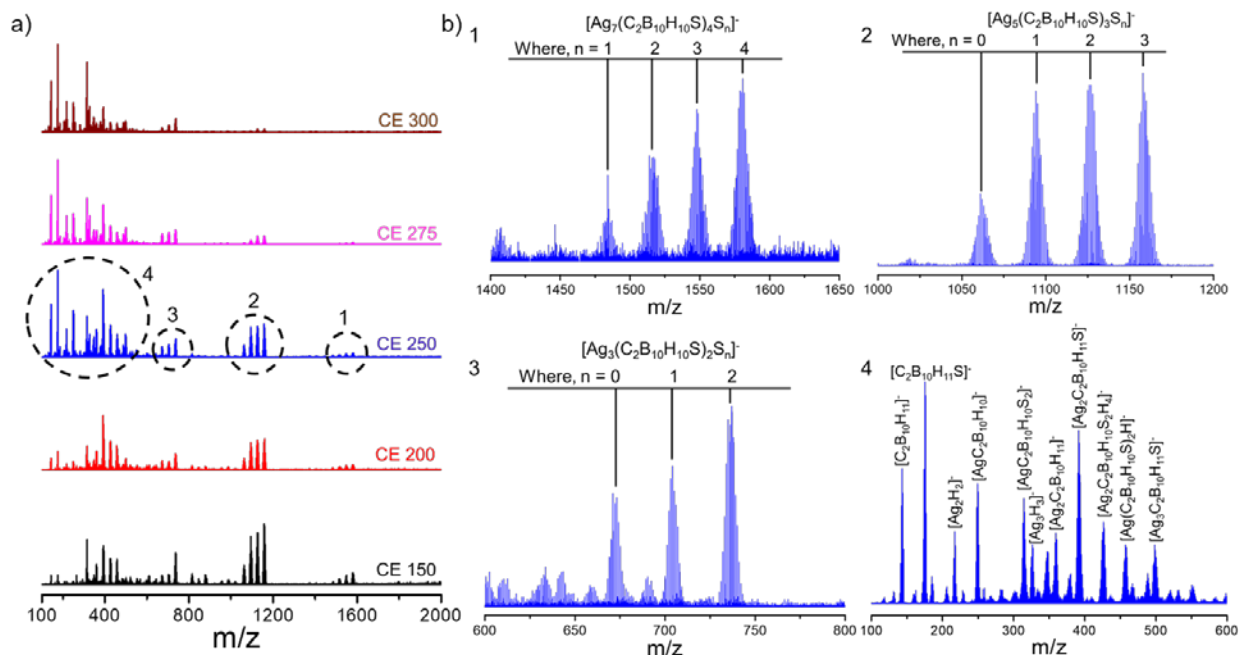 a)
CE 300
CE 275
4
3
2
1
CE 250
CE 200
CE 150
100 400 800 1200 1600 2000
m/z
b)
1
[Ag₇(C₂B₁₀H₁₀S)₄Sₙ]⁻
Where, n = 1 2 3 4
1400 1450 1500 1550 1600 1650
m/z
2
[Ag₅(C₂B₁₀H₁₀S)₃Sₙ]⁻
Where, n = 0 1 2 3
1000 1050 1100 1150 1200
m/z
3
[Ag₃(C₂B₁₀H₁₀S)₂Sₙ]⁻
Where, n = 0 1 2
600 650 700 750 800
m/z
4
[C₂B₁₀H₁₁S]⁻
[C₂B₁₀H₁₁]⁻
[Ag₂H₂]⁻
[AgC₂B₁₀H₁₀]⁻
[AgC₂B₁₀H₁₀S₂]⁻
[Ag₃H₃]⁻
[Ag₂C₂B₁₀H₁₁]⁻
[Ag₂C₂B₁₀H₁₁S]⁻
[Ag₂C₂B₁₀H₁₀S₂H₄]⁻
[Ag(C₂B₁₀H₁₀S)₂H]⁻
[Ag₃C₂B₁₀H₁₁S]⁻
100 200 300 400 500 600
m/z